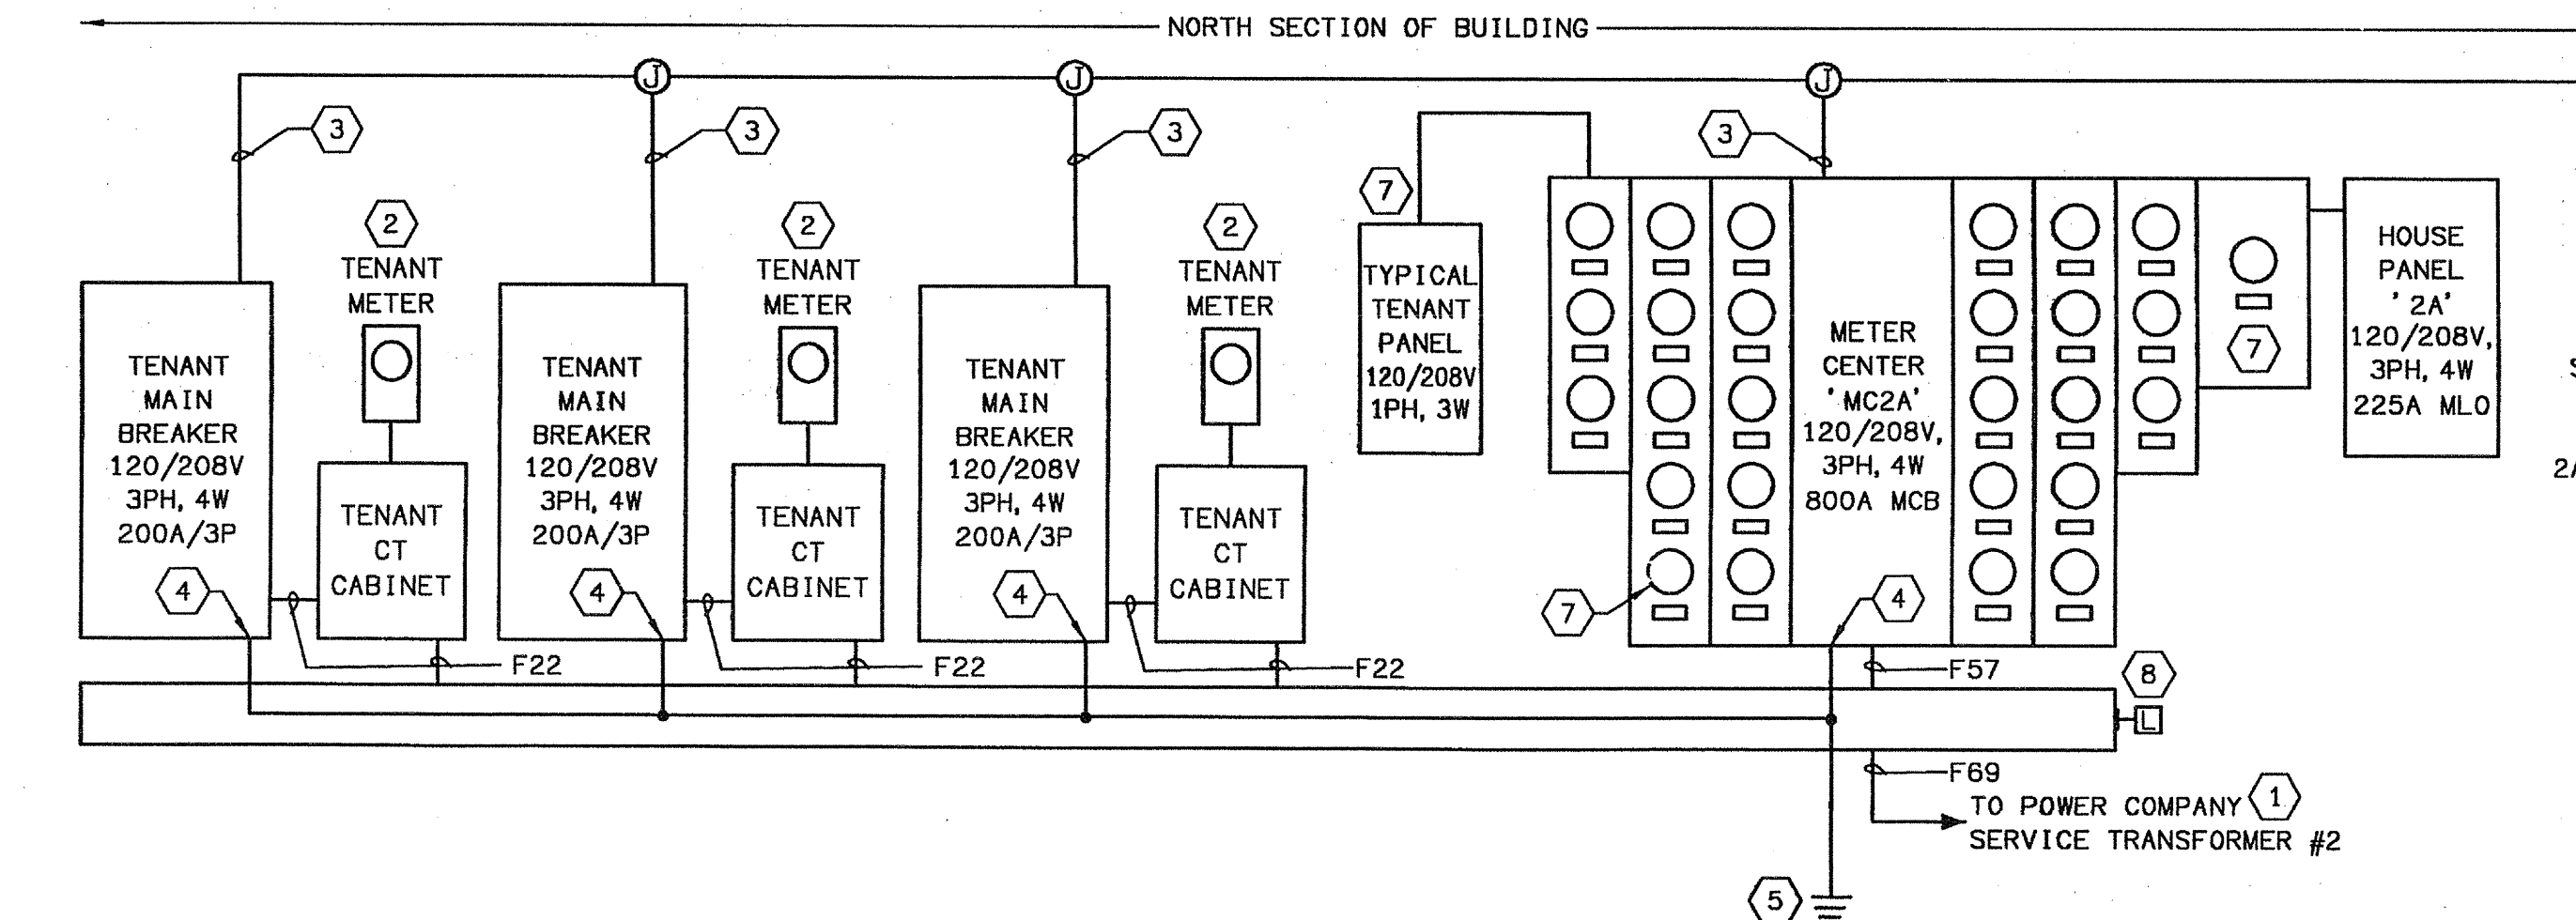 NORTH SECTION OF BUILDING
J
J
J
3
3
3
3
2
TENANT
METER
2
TENANT
METER
2
TENANT
METER
TENANT
MAIN
BREAKER
120/208V
3PH, 4W
200A/3P
4
TENANT
CT
CABINET
F22
TENANT
MAIN
BREAKER
120/208V
3PH, 4W
200A/3P
4
TENANT
CT
CABINET
F22
TENANT
MAIN
BREAKER
120/208V
3PH, 4W
200A/3P
4
TENANT
CT
CABINET
F22
7
TYPICAL
TENANT
PANEL
120/208V
1PH, 3W
7
METER
CENTER
'MC2A'
120/208V,
3PH, 4W
800A MCB
4
7
HOUSE
PANEL
'2A'
120/208V,
3PH, 4W
225A MLO
S
2A
F57
8
L
F69
TO POWER COMPANY 1
SERVICE TRANSFORMER #2
5